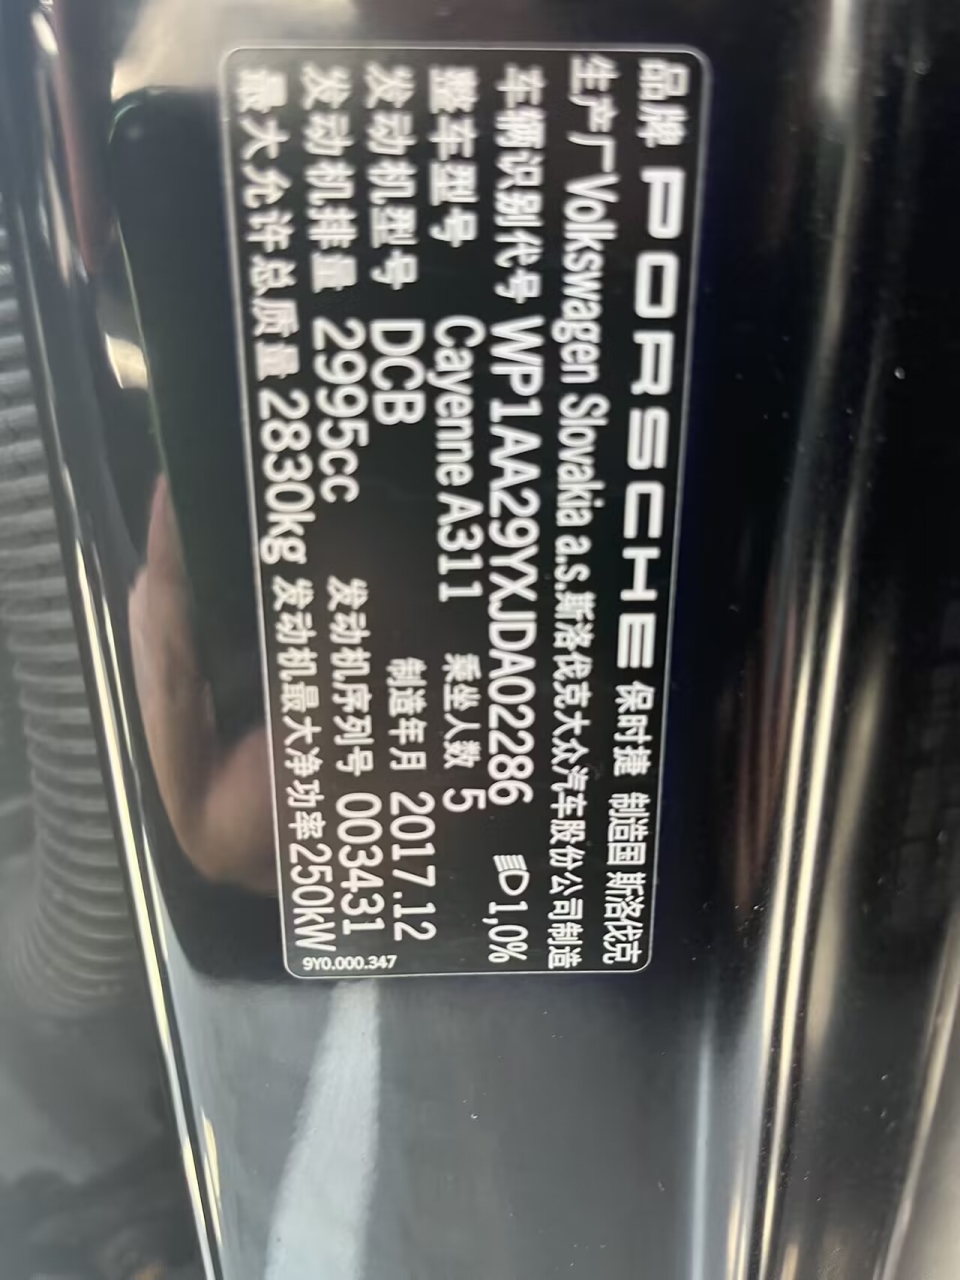 品牌 PORSCHE 保时捷 制造国 斯洛伐克
生产厂 Volkswagen Slovakia a.s.斯洛伐克大众汽车股份公司制造
车辆识别代号 WP1AA29YXJDA02286 1,0%
整车型号 Cayenne A311 乘坐人数 5
发动机型号 DCB 制造年月 2017.12
发动机排量 2995cc 发动机序列号 003431
最大允许总质量 2830kg 发动机最大净功率250kW
9Y0.000.347